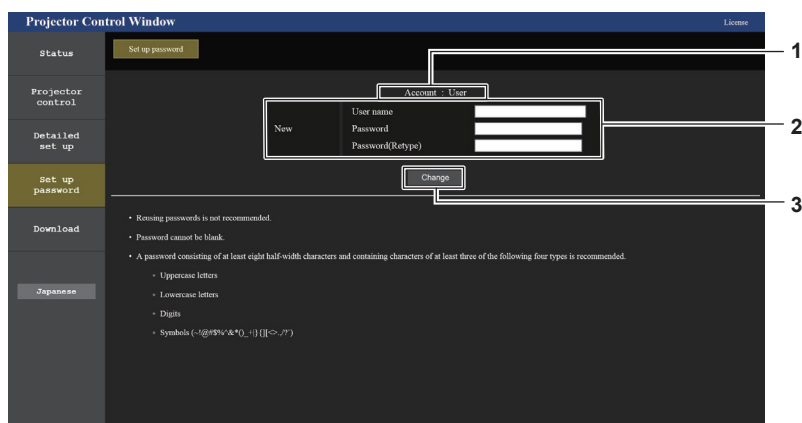 Projector Control Window
License
Status
Set up password
1
Projector
control
Account : User
New
User name
Password
Password(Retype)
2
Detailed
set up
Change
3
Set up
password
• Reusing passwords is not recommended.
• Password cannot be blank.
• A password consisting of at least eight half-width characters and containing characters of at least three of the following four types is recommended.
Download
• Uppercase letters
• Lowercase letters
Japanese
• Digits
• Symbols (~!@#$%^&*()_+|}{][<>.,/?`)